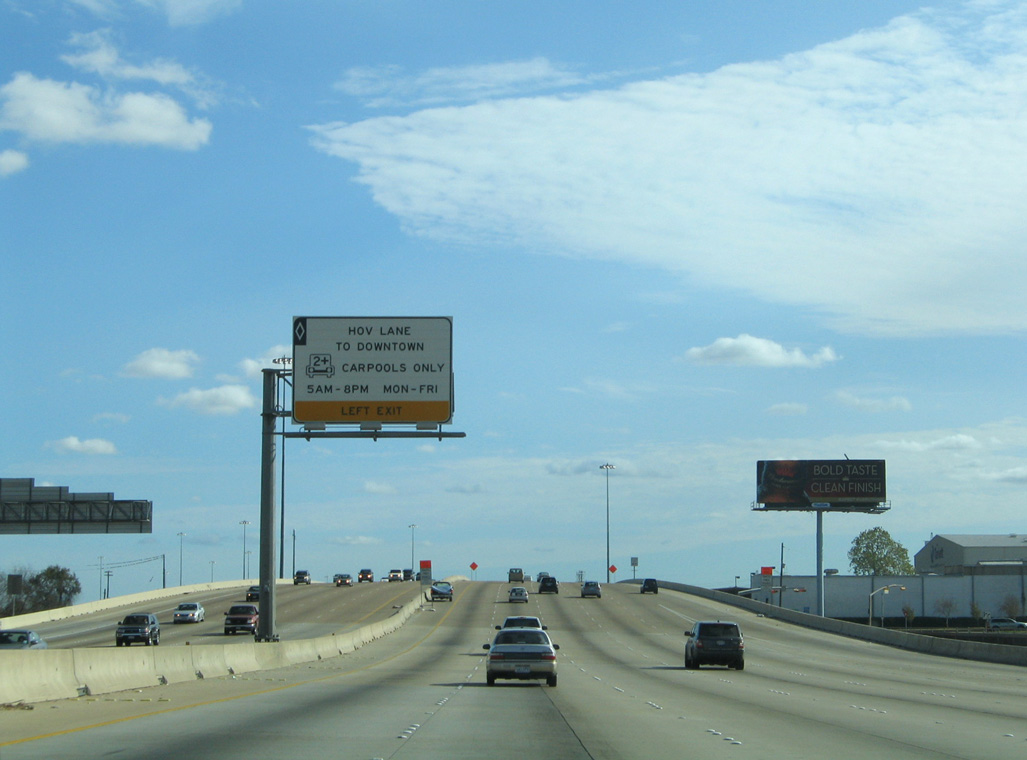 HOV LANE
TO DOWNTOWN
2+ CARPOOLS ONLY
5AM-8PM MON-FRI
LEFT EXIT
BOLD TASTE
CLEAN FINISH